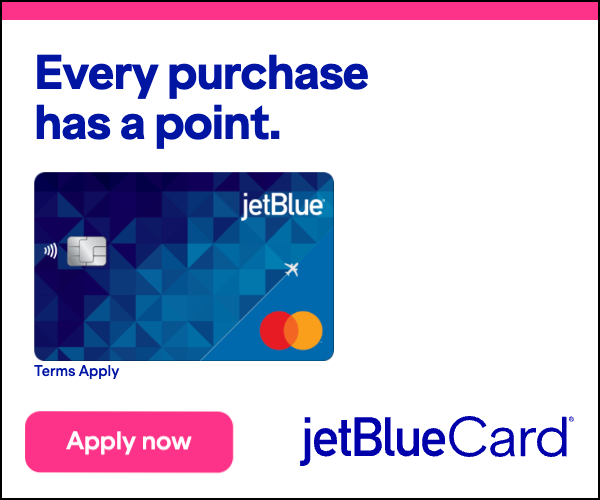 Every purchase
has a point.
jetBlue
Terms Apply
Apply now
jetBlueCard®